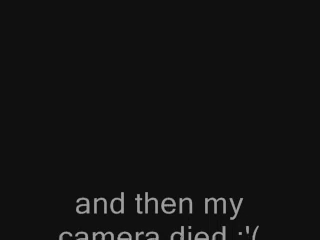 and then my
camera died :'(